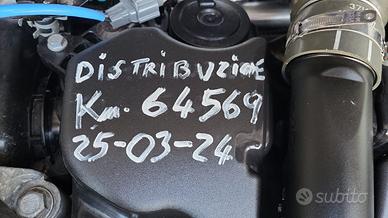 DISTRIBUZIONE
Km. 64569
25-03-24
subito